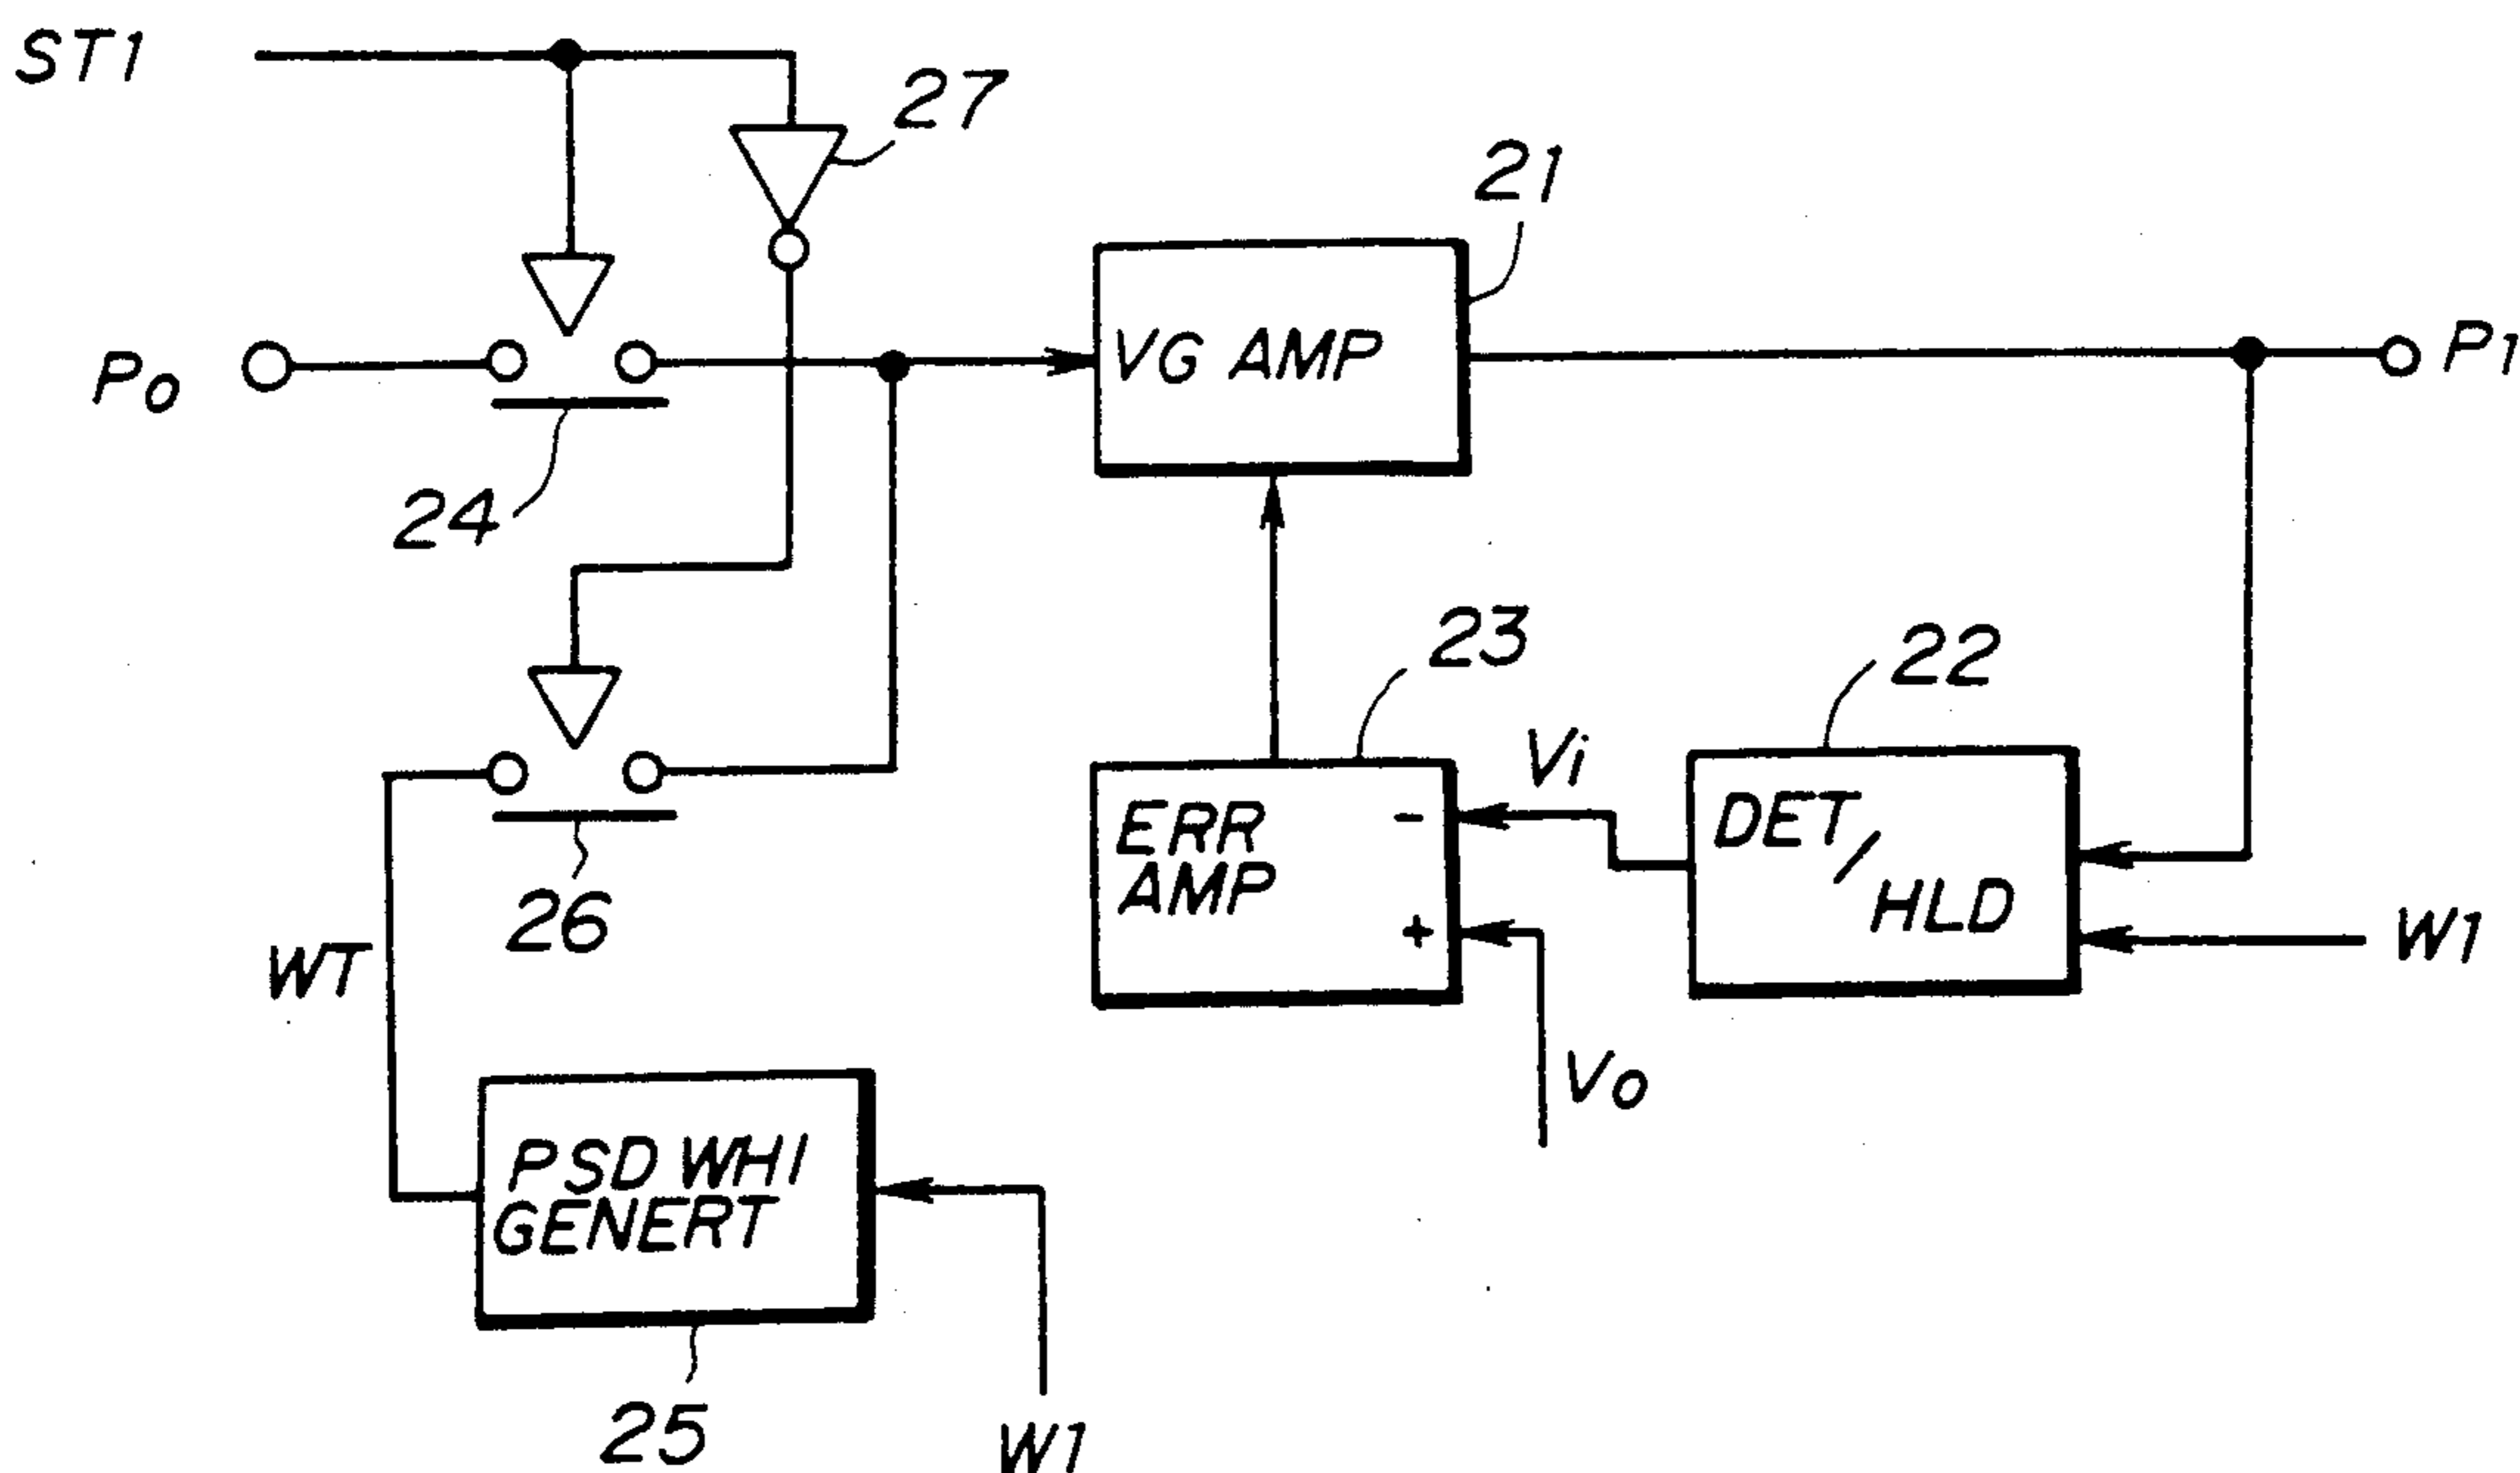 ST1
27
21
Po
VG AMP
P1
24
23
22
Vi
ERR
AMP
-
+
DET/
HLD
26
WT
W1
Vo
PSD WHI
GENERT
25
W1